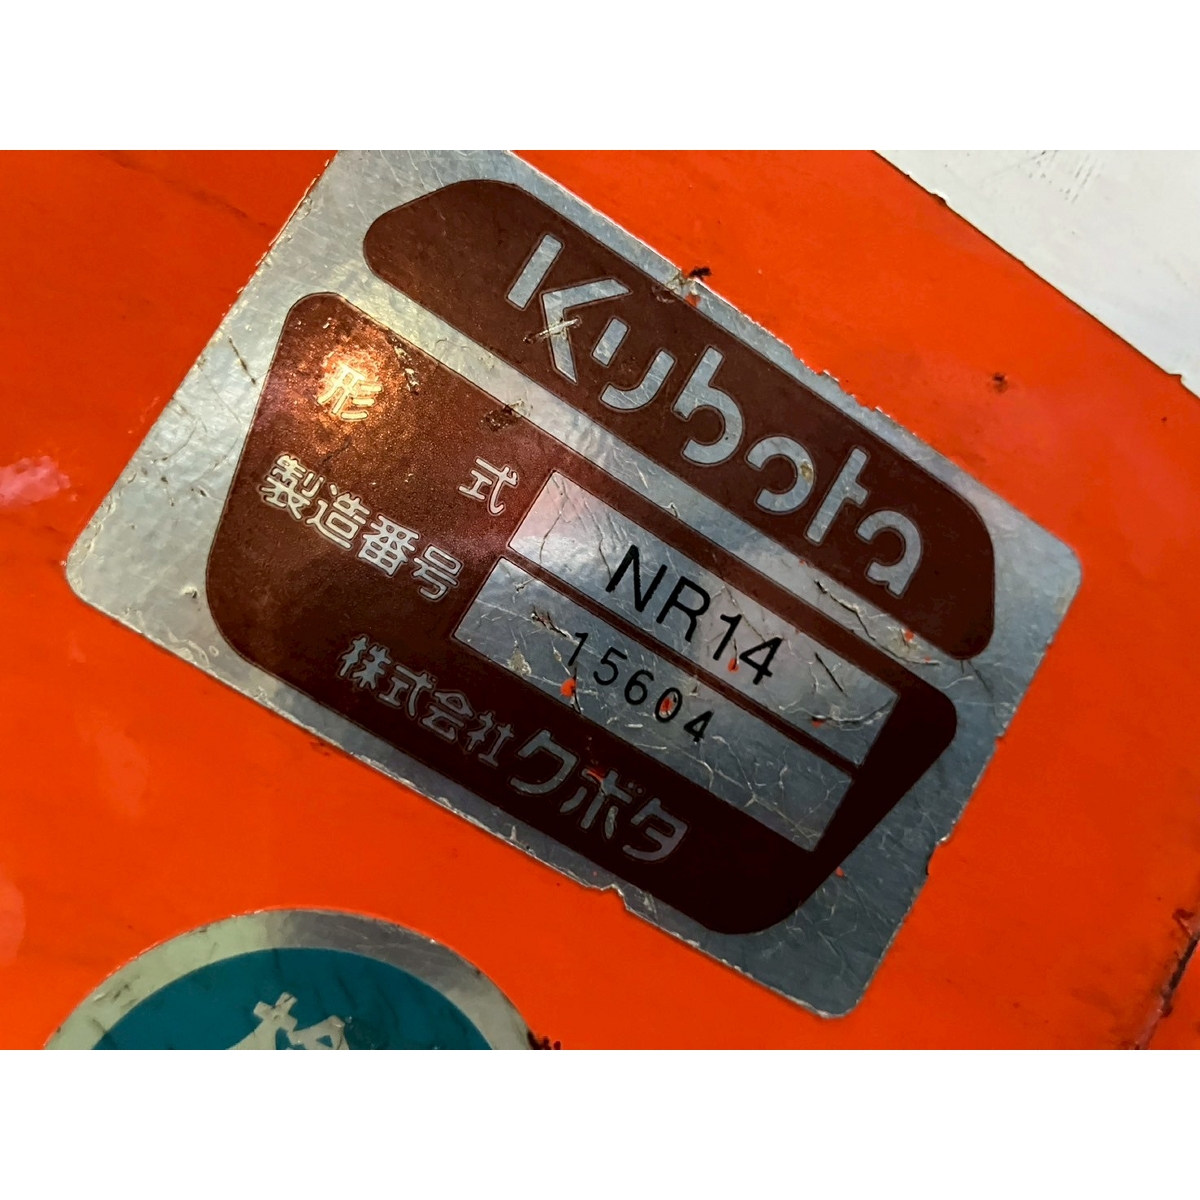 Kubota
形式 NR14
製造番号 15604
株式会社クボタ